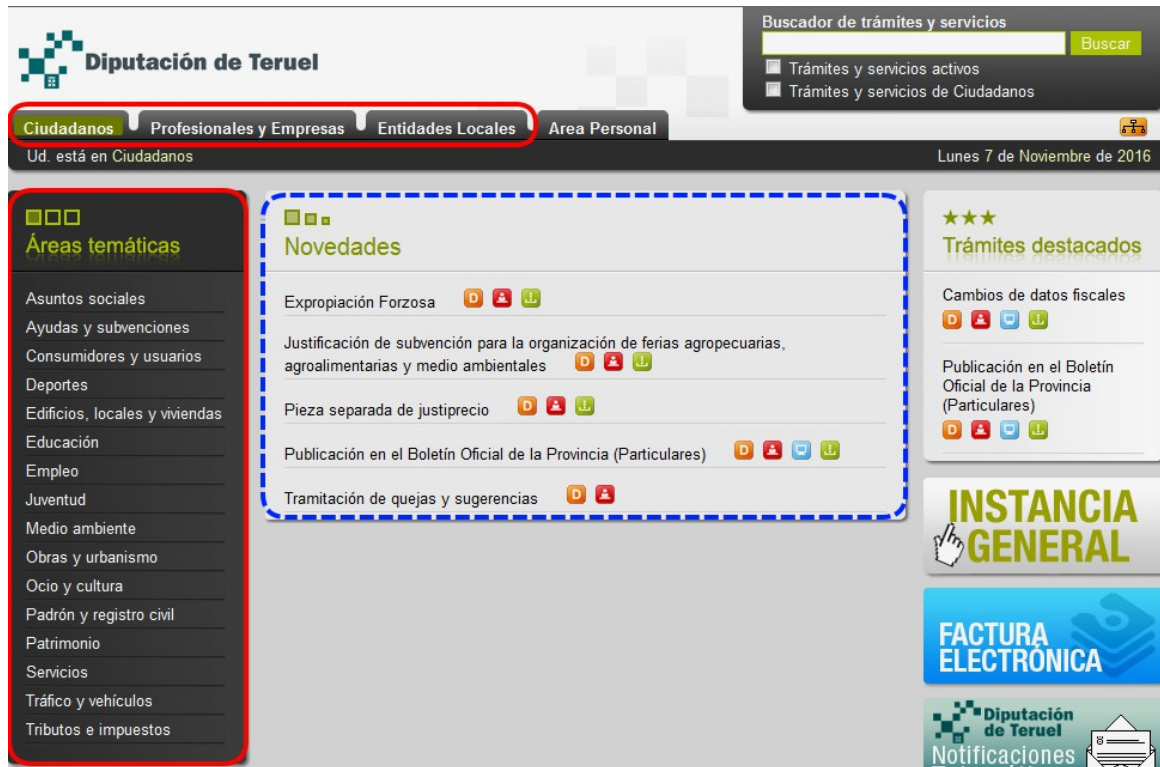 Diputación de Teruel
Buscador de trámites y servicios
Buscar
Trámites y servicios activos
Trámites y servicios de Ciudadanos
Ciudadanos
Profesionales y Empresas
Entidades Locales
Area Personal
Ud. está en Ciudadanos
Lunes 7 de Noviembre de 2016
Áreas temáticas
Asuntos sociales
Ayudas y subvenciones
Consumidores y usuarios
Deportes
Edificios, locales y viviendas
Educación
Empleo
Juventud
Medio ambiente
Obras y urbanismo
Ocio y cultura
Padrón y registro civil
Patrimonio
Servicios
Tráfico y vehículos
Tributos e impuestos
Novedades
Expropiación Forzosa D
Justificación de subvención para la organización de ferias agropecuarias,
agroalimentarias y medio ambientales D
Pieza separada de justiprecio D
Publicación en el Boletín Oficial de la Provincia (Particulares) D
Tramitación de quejas y sugerencias D
Trámites destacados
Cambios de datos fiscales
D
Publicación en el Boletín
Oficial de la Provincia
(Particulares)
D
INSTANCIA
GENERAL
FACTURA
ELECTRÓNICA
Diputación
de Teruel
Notificaciones